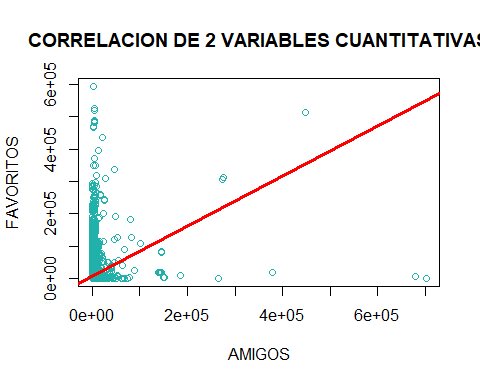 CORRELACION DE 2 VARIABLES CUANTITATIVAS
FAVORITOS
6e+05
4e+05
2e+05
0e+00
0e+00 2e+05 4e+05 6e+05
AMIGOS